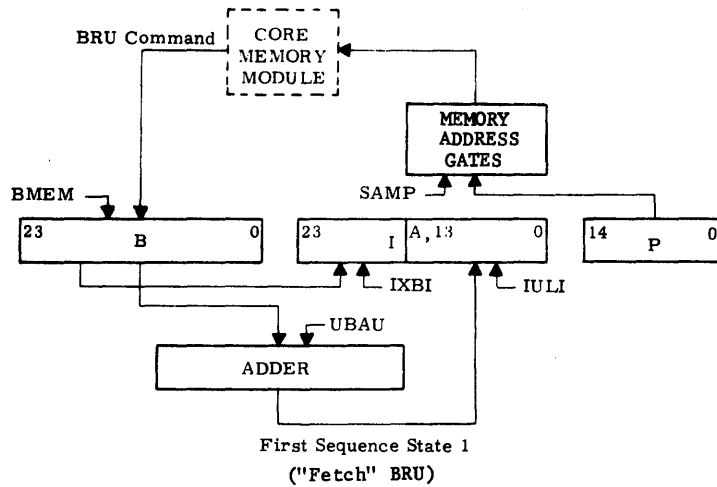 BRU Command
CORE
MEMORY
MODULE
MEMORY
ADDRESS
GATES
SAMP
BMEM
23 B 0
23 I A,13 0
14 P 0
IXBI
IULI
UBAU
ADDER
First Sequence State 1
("Fetch" BRU)